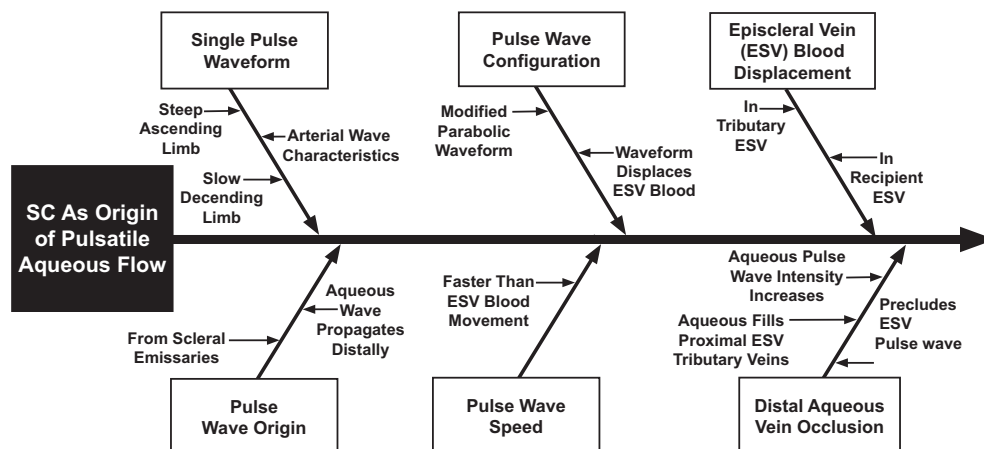 Single Pulse
Waveform
Pulse Wave
Configuration
Episcleral Vein
(ESV) Blood
Displacement
Steep
Ascending
Limb
Arterial Wave
Characteristics
Slow
Decending
Limb
Modified
Parabolic
Waveform
Waveform
Displaces
ESV Blood
In
Tributary
ESV
In
Recipient
ESV
SC As Origin
of Pulsatile
Aqueous Flow
From Scleral
Emissaries
Aqueous
Wave
Propagates
Distally
Faster Than
ESV Blood
Movement
Aqueous Pulse
Wave Intensity
Increases
Aqueous Fills
Proximal ESV
Tributary Veins
Precludes
ESV
Pulse wave
Pulse
Wave Origin
Pulse Wave
Speed
Distal Aqueous
Vein Occlusion